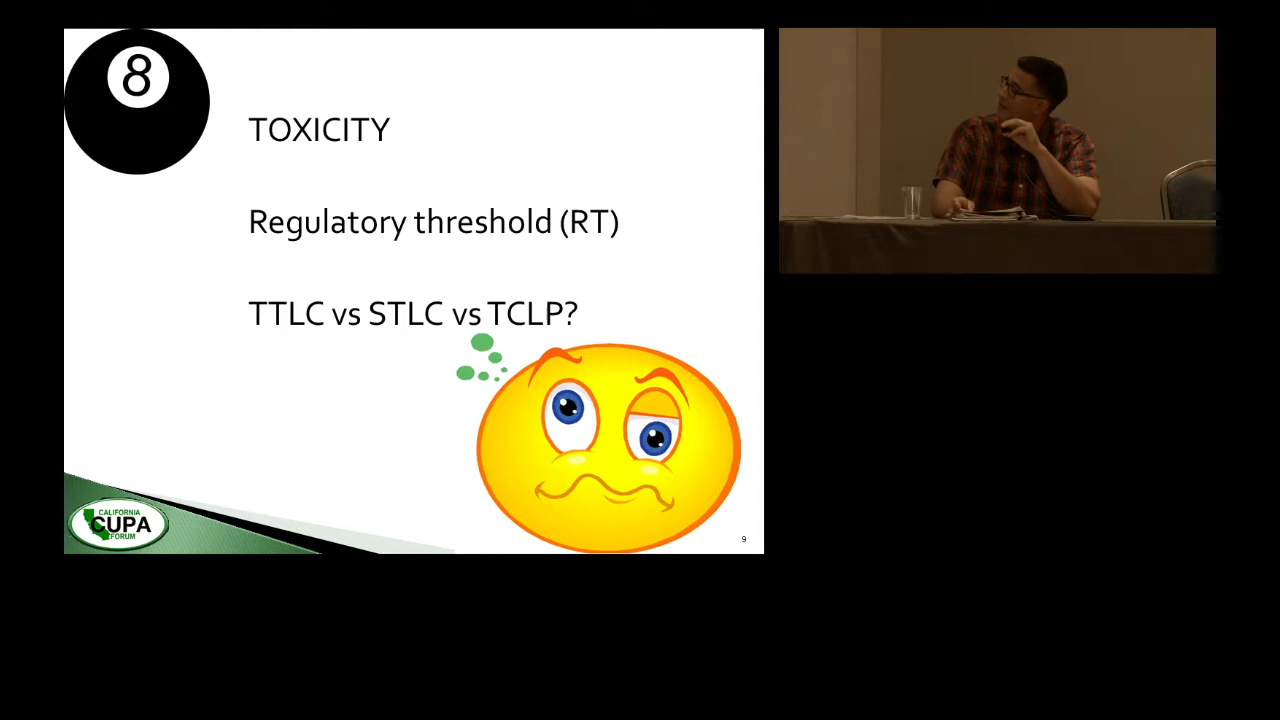 8
TOXICITY
Regulatory threshold (RT)
TTLC vs STLC vs TCLP?
CALIFORNIA
CUPA
FORUM
9